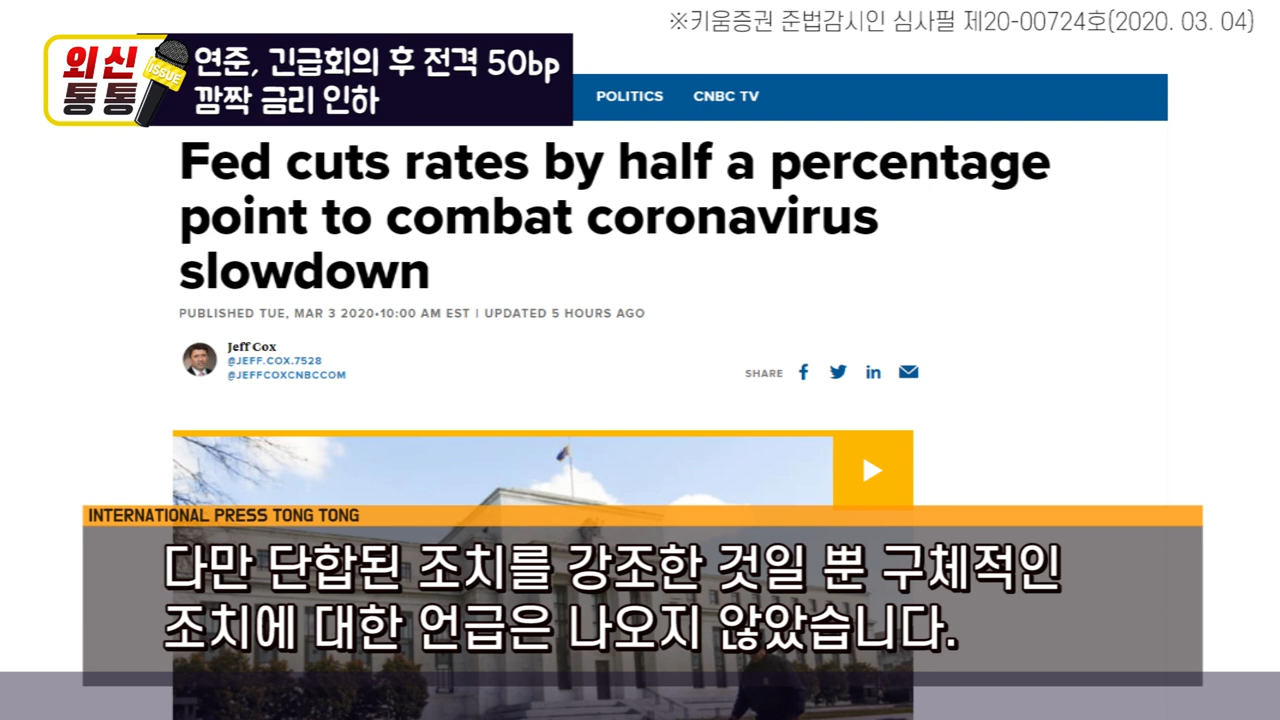 ※키움증권 준법감시인 심사필 제20-00724호(2020. 03. 04)
외신
통통
ISSUE
연준, 긴급회의 후 전격 50bp
깜짝 금리 인하
POLITICS CNBC TV
Fed cuts rates by half a percentage
point to combat coronavirus
slowdown
PUBLISHED TUE, MAR 3 2020•10:00 AM EST | UPDATED 5 HOURS AGO
Jeff Cox
@JEFF.COX.7528
@JEFFCOXCNBCCOM
SHARE
INTERNATIONAL PRESS TONG TONG
다만 단합된 조치를 강조한 것일 뿐 구체적인
조치에 대한 언급은 나오지 않았습니다.